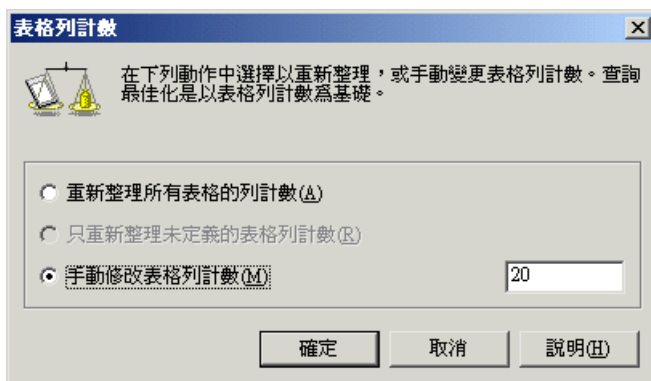 表格列計數
在下列動作中選擇以重新整理，或手動變更表格列計數。查詢
最佳化是以表格列計數爲基礎。
重新整理所有表格的列計數(A)
只重新整理未定義的表格列計數(R)
手動修改表格列計數(M)
20
確定
取消
說明(H)